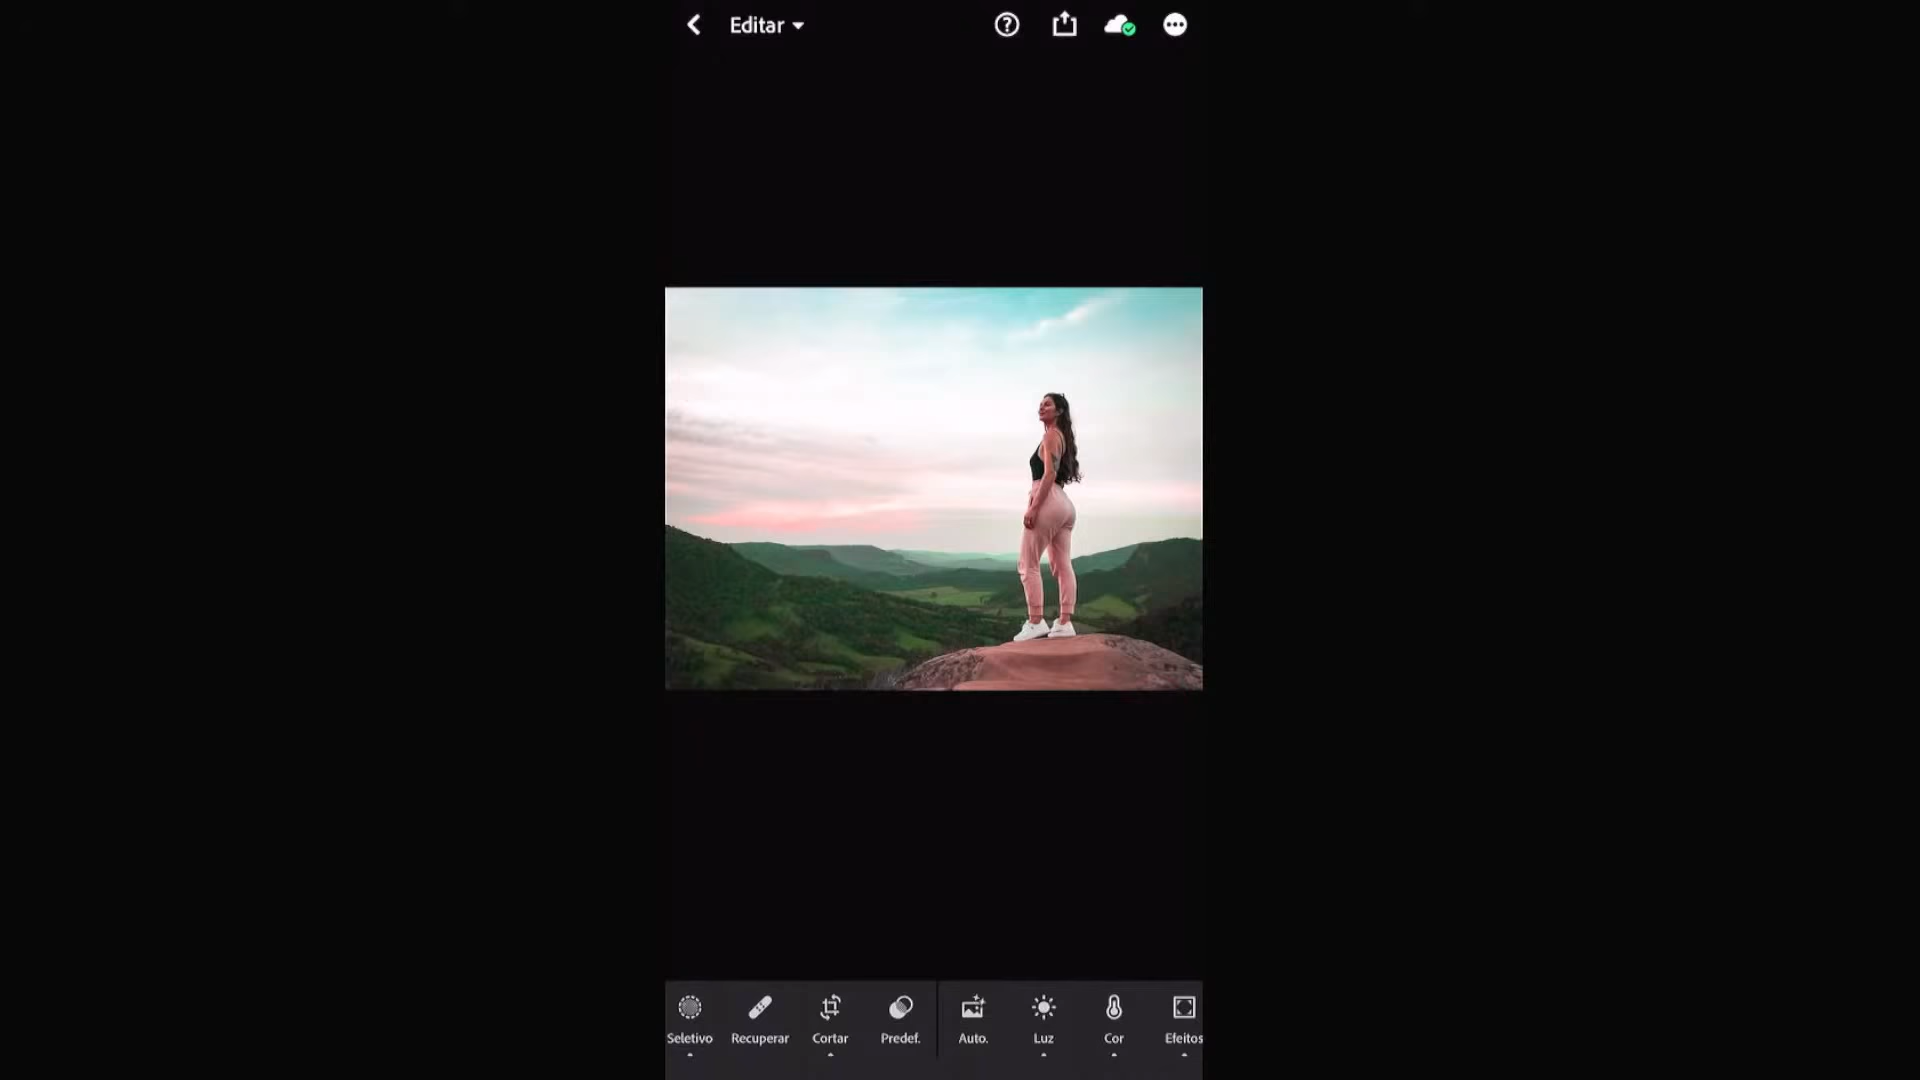 Editar
Seletivo
Recuperar
Cortar
Predef.
Auto.
Luz
Cor
Efeitos